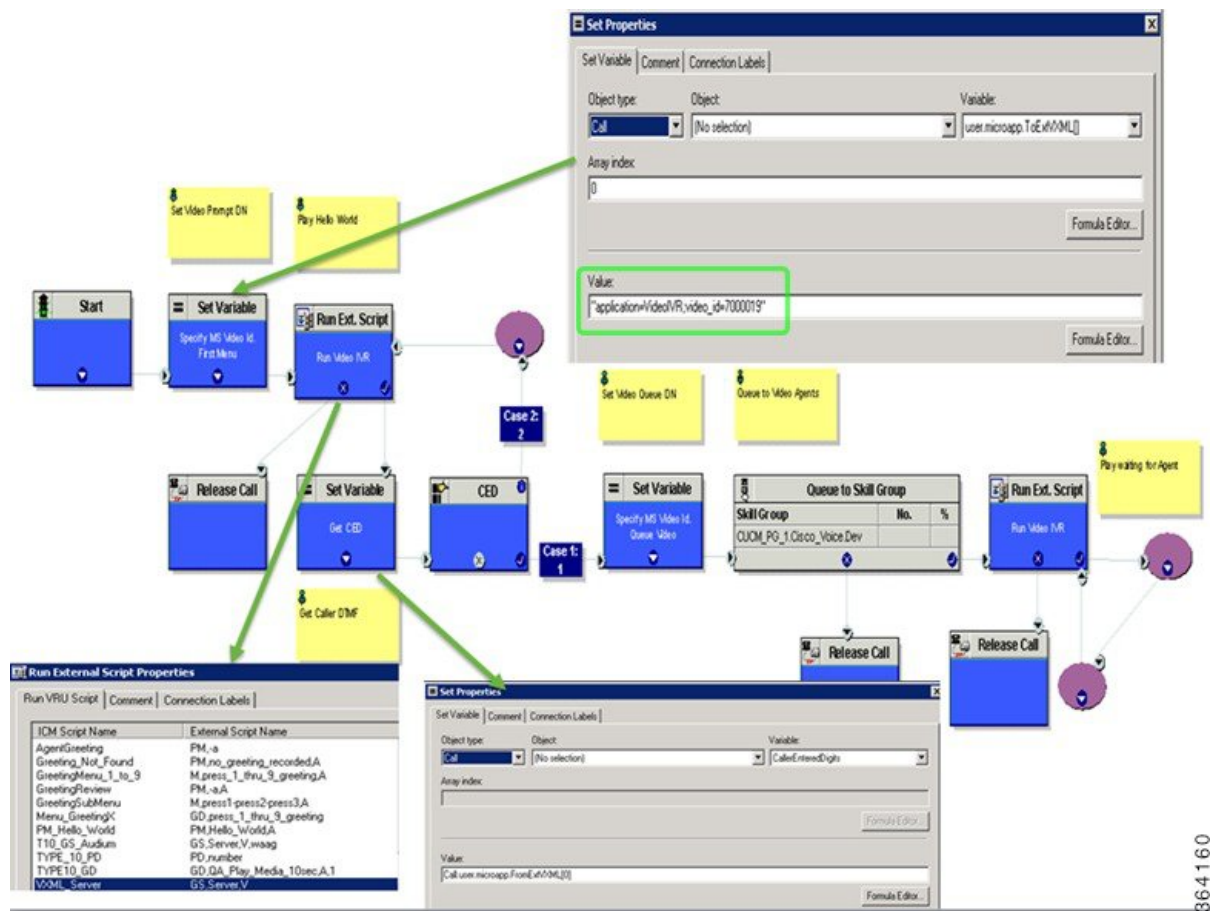 Set Properties
Set Variable Comment Connection Labels
Object type: Object: Variable:
Call (No selection) user.microapp.ToExtVXML[]
Array index:
0
Formula Editor...
Value:
"application=VideoIVR;video_id=7000019"
Formula Editor...
Set Video Prompt DN
Play Hello World
Start
= Set Variable
Specify MS Video Id.
First Menu
Run Ext. Script
Run Video IVR
Case 2:
2
Set Video Queue DN
Queue to Video Agents
Play waiting for Agent
Release Call
= Set Variable
Get CED
CED
Case 1:
1
= Set Variable
Specify MS Video Id.
Queue Video
Queue to Skill Group
Skill Group No. %
CUCM_PG_1.Cisco_Voice.Dev
Run Ext. Script
Run Video IVR
Get Caller DTMF
Release Call
Release Call
Run External Script Properties
Run VRU Script Comment Connection Labels
ICM Script Name External Script Name
AgentGreeting PM,-a
Greeting_Not_Found PM,no_greeting_recorded,A
GreetingMenu_1_to_9 M,press_1_thru_9_greeting,A
GreetingReview PM,-a,A
GreetingSubMenu M,press1-press2-press3,A
Menu_GreetingX GD,press_1_thru_9_greeting
PM_Hello_World PM,Hello_World,A
T10_GS_Audium GS,Server,V,waag
TYPE_10_PD PD,number
TYPE10_GD GD,QA_Play_Media_10sec,A,1
VXML_Server GS,Server,V
Set Properties
Set Variable Comment Connection Labels
Object type: Object: Variable:
Call (No selection) CallerEnteredDigits
Array index:
Formula Editor...
Value:
Call.user.microapp.FromExtVXML[0]
Formula Editor...
364160